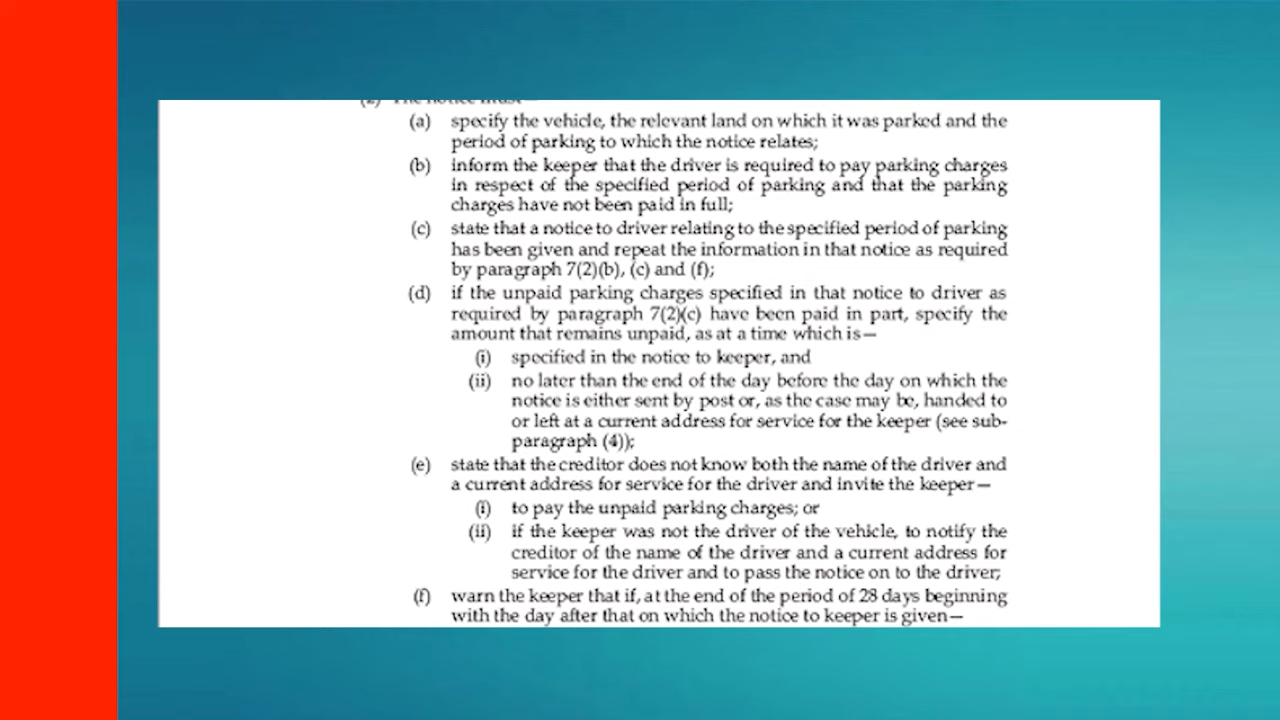 (2) The notice must—
(a) specify the vehicle, the relevant land on which it was parked and the
period of parking to which the notice relates;
(b) inform the keeper that the driver is required to pay parking charges
in respect of the specified period of parking and that the parking
charges have not been paid in full;
(c) state that a notice to driver relating to the specified period of parking
has been given and repeat the information in that notice as required
by paragraph 7(2)(b), (c) and (f);
(d) if the unpaid parking charges specified in that notice to driver as
required by paragraph 7(2)(c) have been paid in part, specify the
amount that remains unpaid, as at a time which is—
(i) specified in the notice to keeper, and
(ii) no later than the end of the day before the day on which the
notice is either sent by post or, as the case may be, handed to
or left at a current address for service for the keeper (see sub-
paragraph (4));
(e) state that the creditor does not know both the name of the driver and
a current address for service for the driver and invite the keeper—
(i) to pay the unpaid parking charges; or
(ii) if the keeper was not the driver of the vehicle, to notify the
creditor of the name of the driver and a current address for
service for the driver and to pass the notice on to the driver;
(f) warn the keeper that if, at the end of the period of 28 days beginning
with the day after that on which the notice to keeper is given—